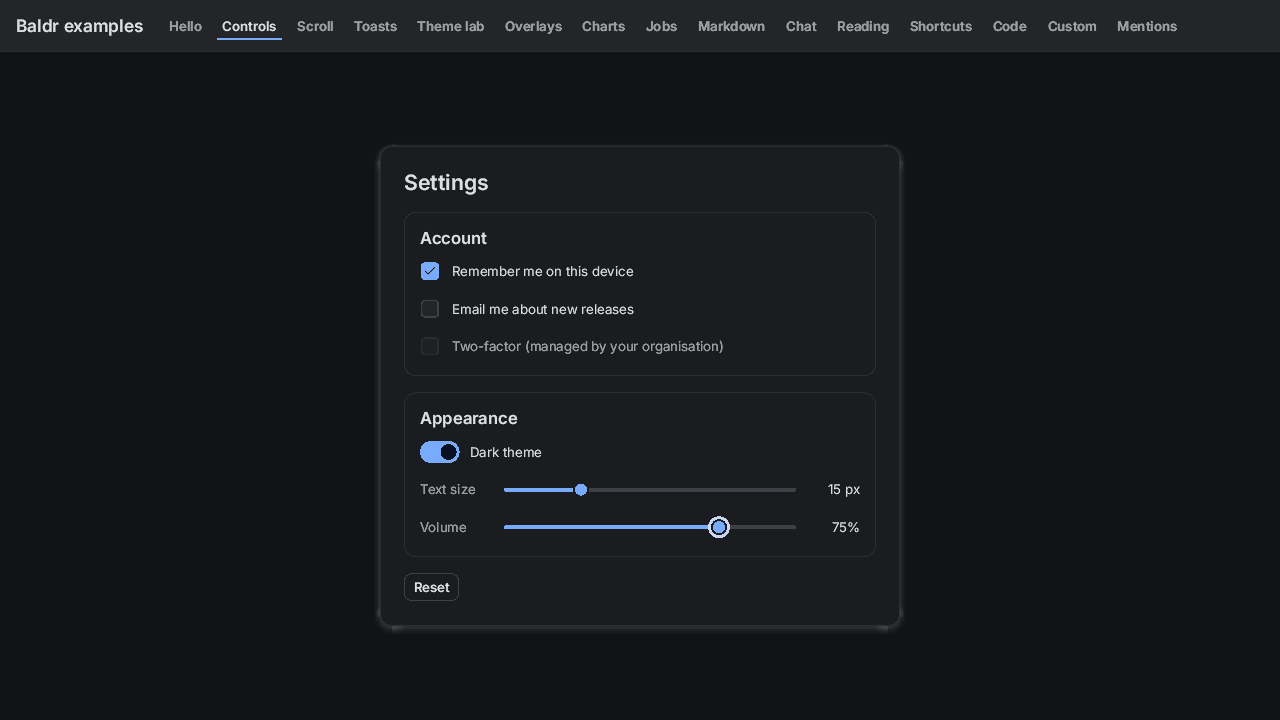 Baldr examples Hello Controls Scroll Toasts Theme lab Overlays Charts Jobs Markdown Chat Reading Shortcuts Code Custom Mentions
Settings
Account
Remember me on this device
Email me about new releases
Two-factor (managed by your organisation)
Appearance
Dark theme
Text size 15 px
Volume 75%
Reset